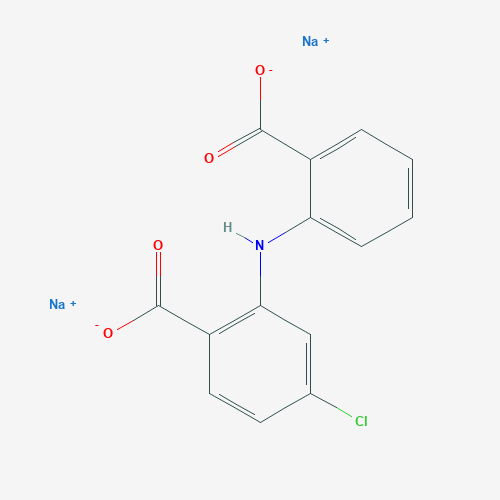 Na +
O -
O
H
N
O
Na +
- O
Cl